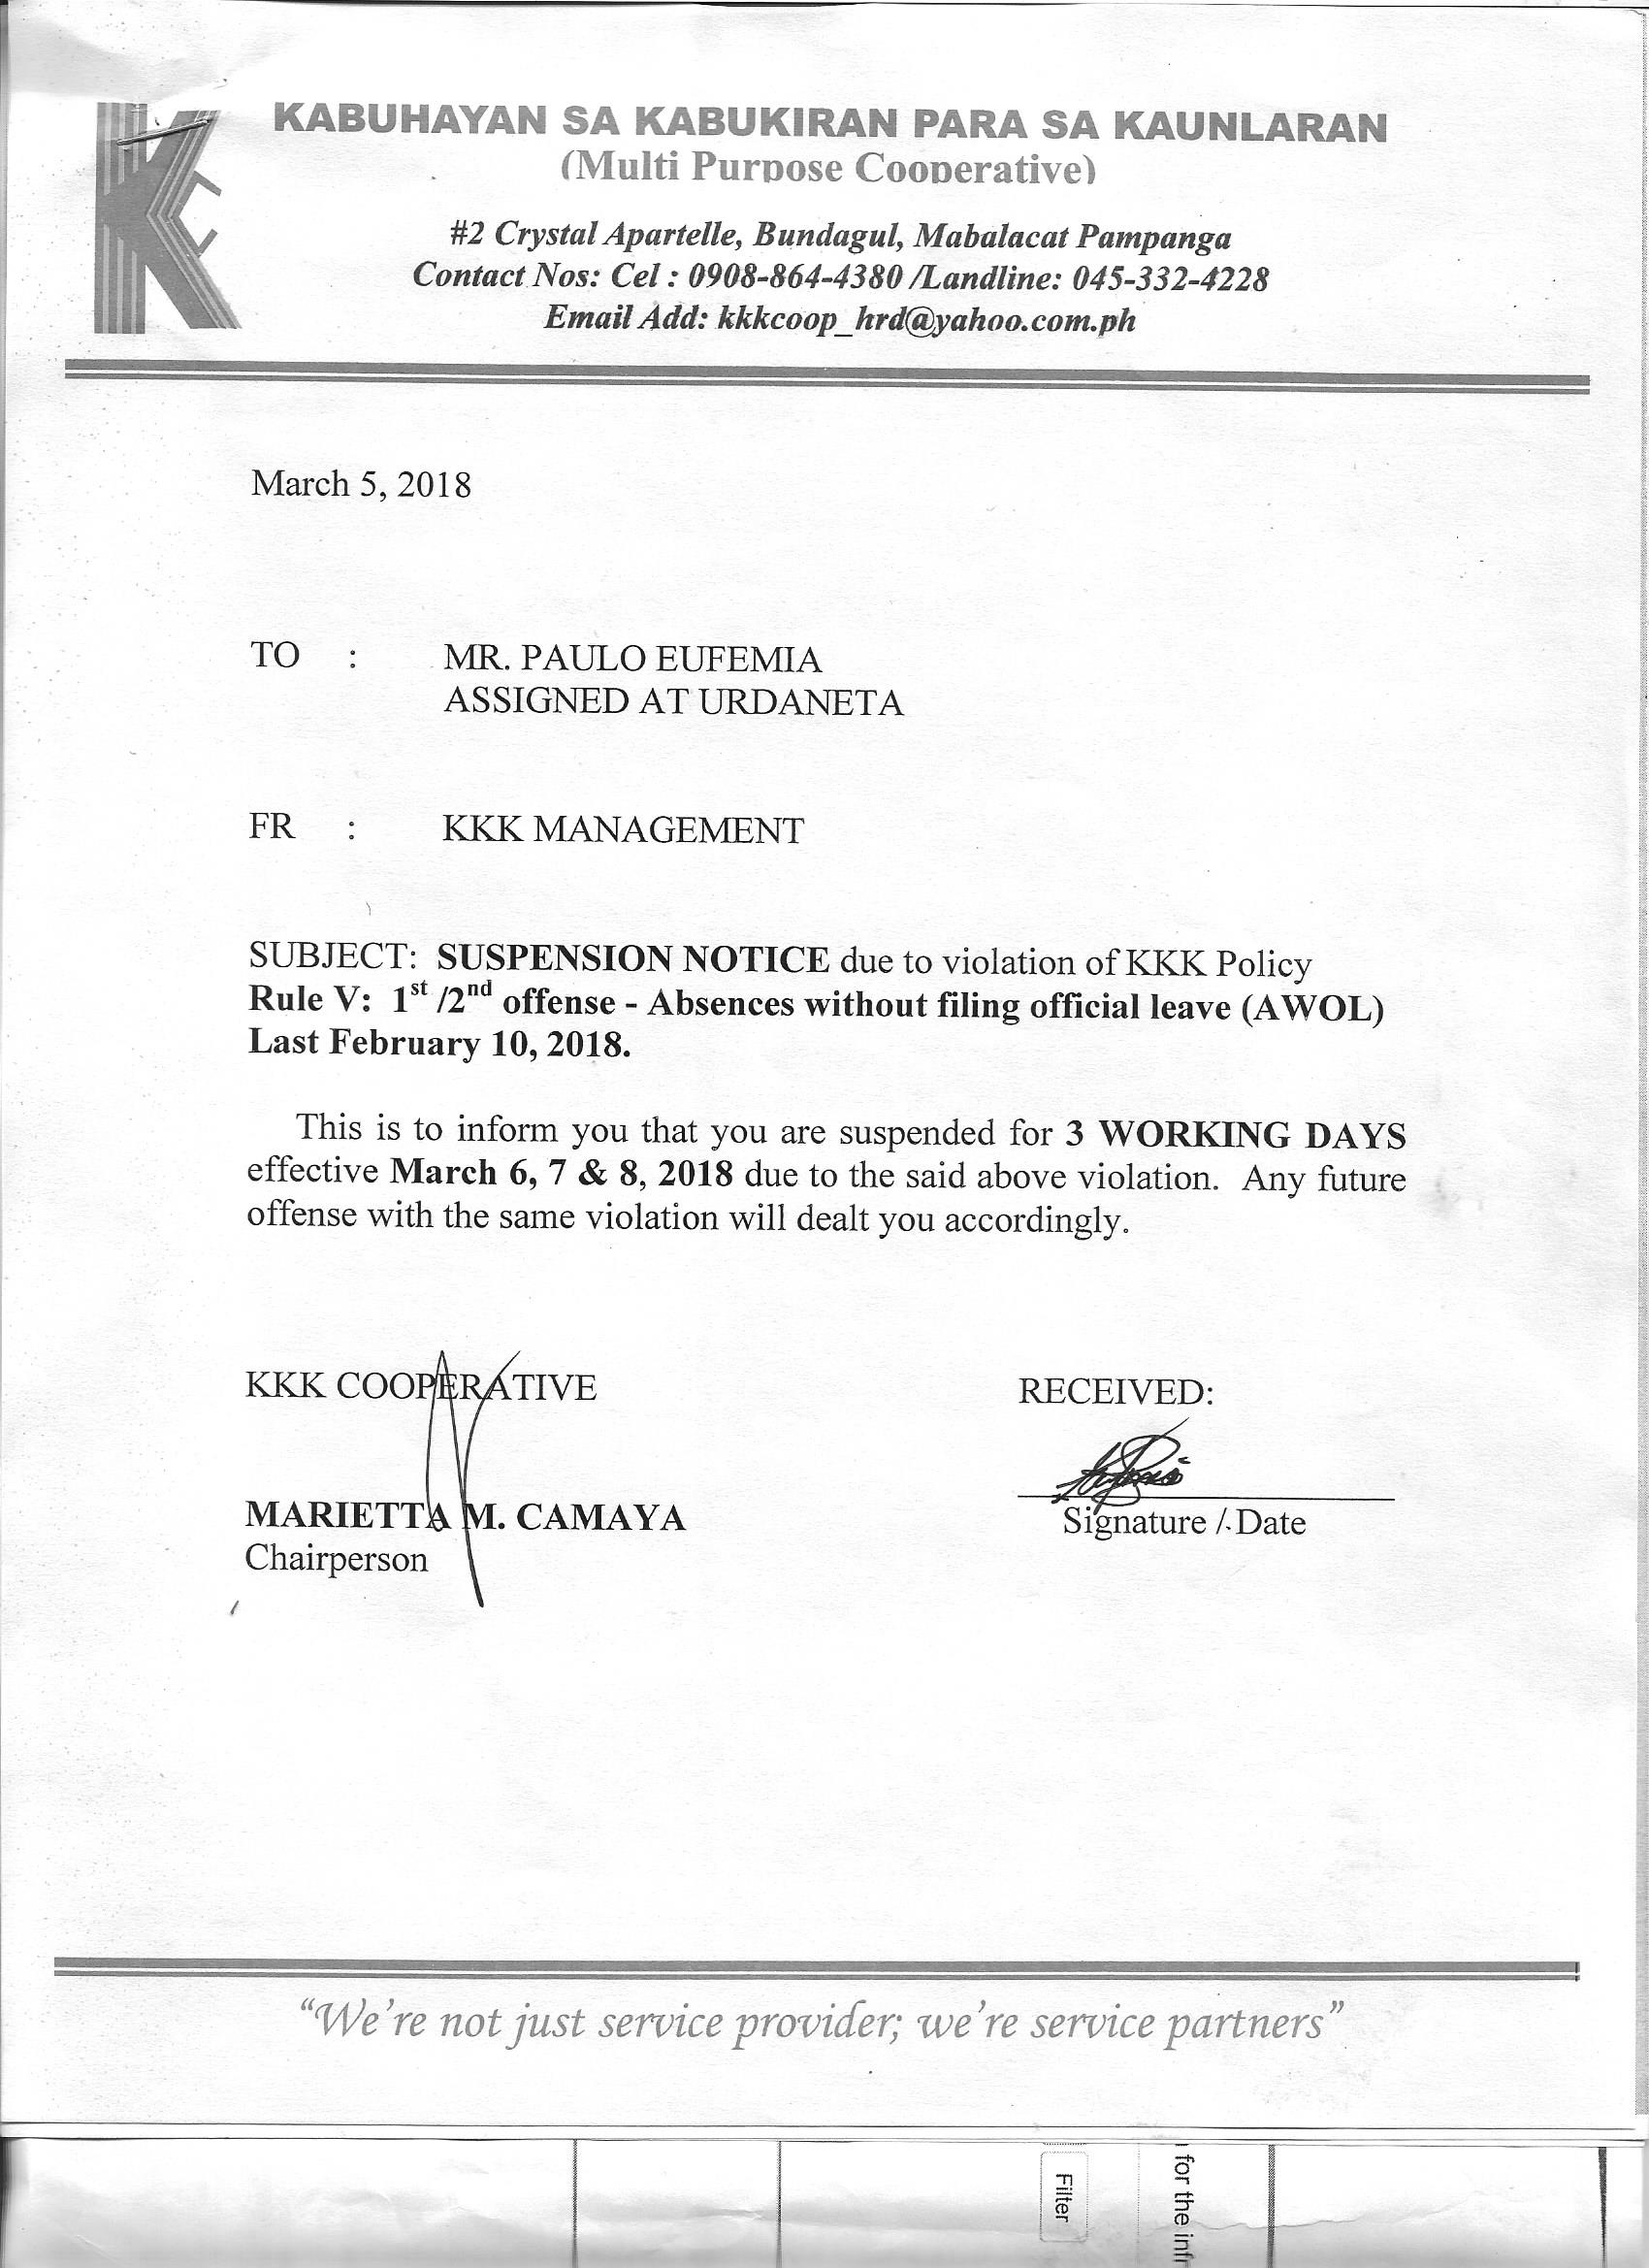 KABUHAYAN SA KABUKIRAN PARA SA KAUNLARAN
(Multi Purpose Cooperative)
#2 Crystal Apartelle, Bundagul, Mabalacat Pampanga
Contact Nos: Cel : 0908-864-4380 /Landline: 045-332-4228
Email Add: kkkcoop_hrd@yahoo.com.ph
March 5, 2018
TO : MR. PAULO EUFEMIA
ASSIGNED AT URDANETA
FR : KKK MANAGEMENT
SUBJECT: SUSPENSION NOTICE due to violation of KKK Policy
Rule V: 1st /2nd offense - Absences without filing official leave (AWOL)
Last February 10, 2018.
This is to inform you that you are suspended for 3 WORKING DAYS
effective March 6, 7 & 8, 2018 due to the said above violation. Any future
offense with the same violation will dealt you accordingly.
KKK COOPERATIVE
RECEIVED:
MARIETTA M. CAMAYA
Chairperson
Signature / Date
“We’re not just service provider; we’re service partners”
Filter
for the